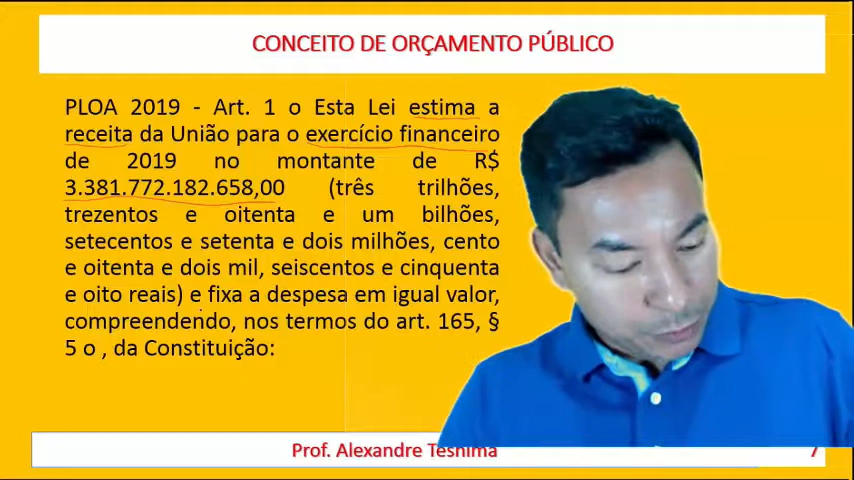 CONCEITO DE ORÇAMENTO PÚBLICO
PLOA 2019 - Art. 1 o Esta Lei estima a
receita da União para o exercício financeiro
de 2019 no montante de R$
3.381.772.182.658,00 (três trilhões,
trezentos e oitenta e um bilhões,
setecentos e setenta e dois milhões, cento
e oitenta e dois mil, seiscentos e cinquenta
e oito reais) e fixa a despesa em igual valor,
compreendendo, nos termos do art. 165, §
5 o , da Constituição:
Prof. Alexandre Teshima
7